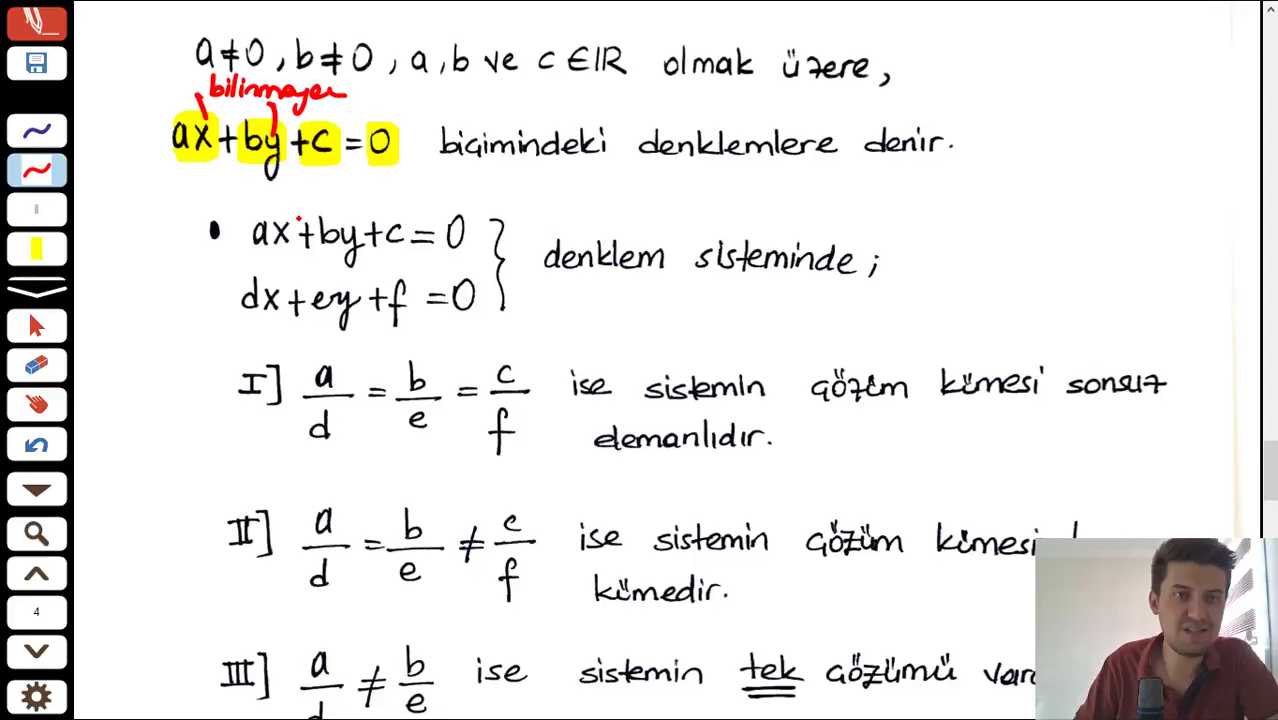 a≠0, b≠0, a, b ve c∈IR olmak üzere,
bilinmeyen
ax+by+c=0 biçimindeki denklemlere denir.
• ax+by+c=0
dx+ey+f=0 } denklem sisteminde;
I] a/d = b/e = c/f ise sistemin çözüm kümesi sonsuz
elemanlıdır.
II] a/d = b/e ≠ c/f ise sistemin çözüm kümesi
kümedir.
III] a/d ≠ b/e ise sistemin tek çözümü
4